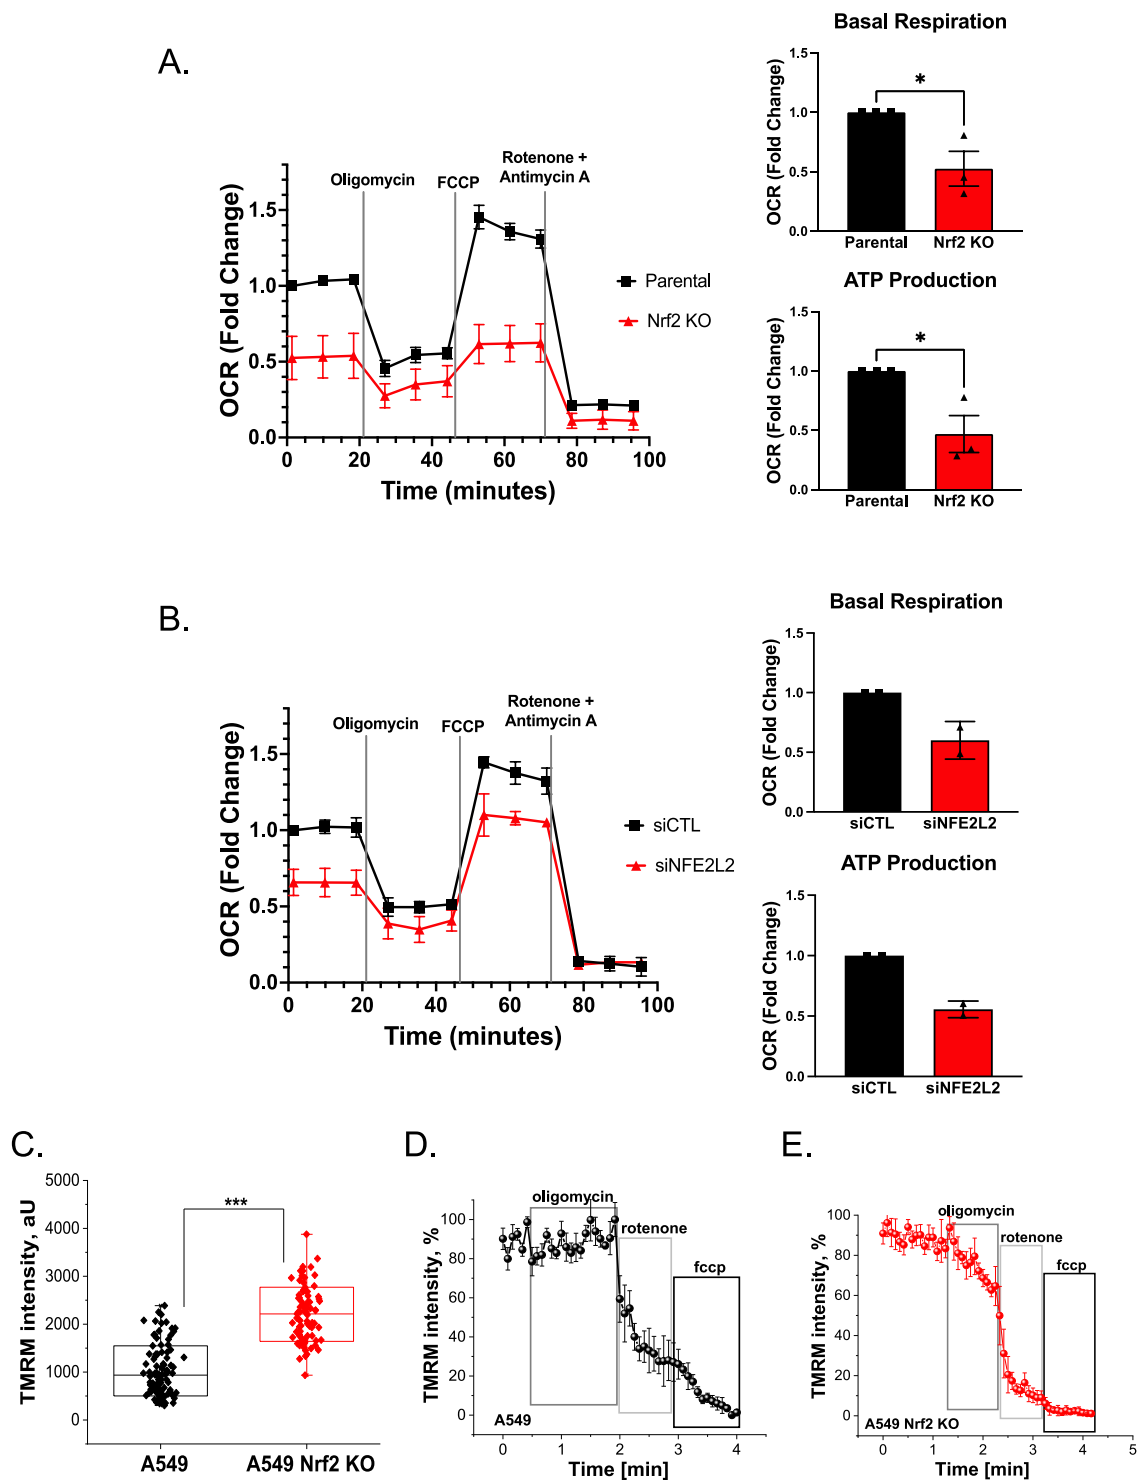 A.
OCR (Fold Change)
1.5
1.0
0.5
0.0
0
20
40
60
80
100
Time (minutes)
Oligomycin
FCCP
Rotenone +
Antimycin A
Parental
Nrf2 KO
Basal Respiration
OCR (Fold Change)
1.5
1.0
0.5
0.0
*
Parental
Nrf2 KO
ATP Production
OCR (Fold Change)
1.5
1.0
0.5
0.0
*
Parental
Nrf2 KO
B.
OCR (Fold Change)
1.5
1.0
0.5
0.0
0
20
40
60
80
100
Time (minutes)
Oligomycin
FCCP
Rotenone +
Antimycin A
siCTL
siNFE2L2
Basal Respiration
OCR (Fold Change)
1.5
1.0
0.5
0.0
siCTL
siNFE2L2
ATP Production
OCR (Fold Change)
1.5
1.0
0.5
0.0
siCTL
siNFE2L2
C.
TMRM intensity, aU
5000
4000
3000
2000
1000
0
***
A549
A549 Nrf2 KO
D.
TMRM intensity, %
100
80
60
40
20
0
oligomycin
rotenone
fccp
A549
0
1
2
3
4
Time [min]
E.
TMRM intensity, %
100
80
60
40
20
0
oligomycin
rotenone
fccp
A549 Nrf2 KO
0
1
2
3
4
5
Time [min]